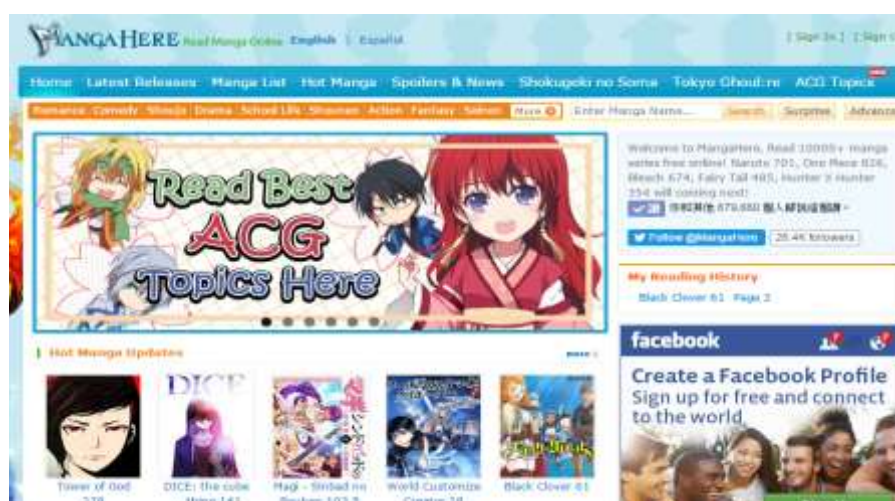 MANGAHERE Read Manga Online English | Español
[ Sign In ] [ Sign
Home Latest Releases Manga List Hot Manga Spoilers & News Shokugeki no Soma Tokyo Ghoul:re ACG Topics
Romance Comedy Shoujo Drama School Life Shounen Action Fantasy Seinen More Enter Manga Name... Search Surprise Advanc
Read Best
ACG
Topics Here
Welcome to MangaHere. Read 10000+ manga
series free online! Naruto 701, One Piece 828,
Bleach 674, Fairy Tail 485, Hunter X Hunter
354 will coming next!
Follow @MangaHere 28.4K followers
My Reading History
Black Clover 61 Page 2
Hot Manga Updates
more
facebook
Create a Facebook Profile
Sign up for free and connect
to the world.
DICE
Tower of God
DICE: the cube
Magi - Sinbad no
World Customize
Black Clover 61